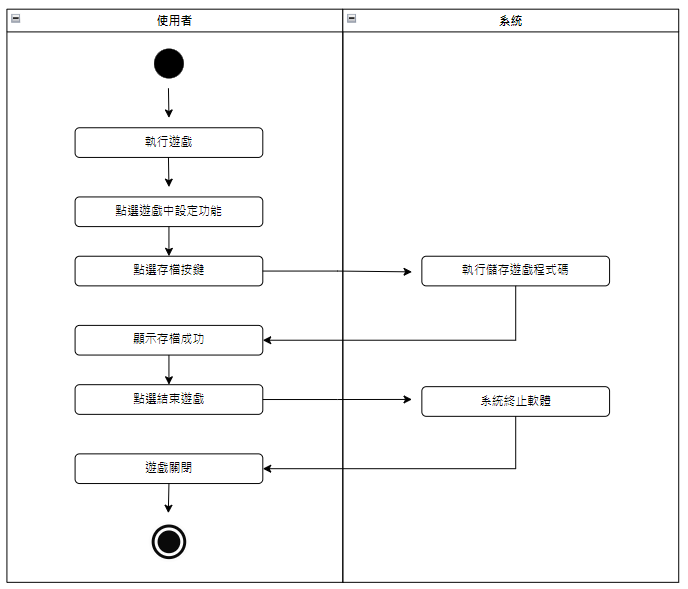 使用者
系統
執行遊戲
點選遊戲中設定功能
點選存檔按鍵
執行儲存遊戲程式碼
顯示存檔成功
點選結束遊戲
系統終止軟體
遊戲關閉